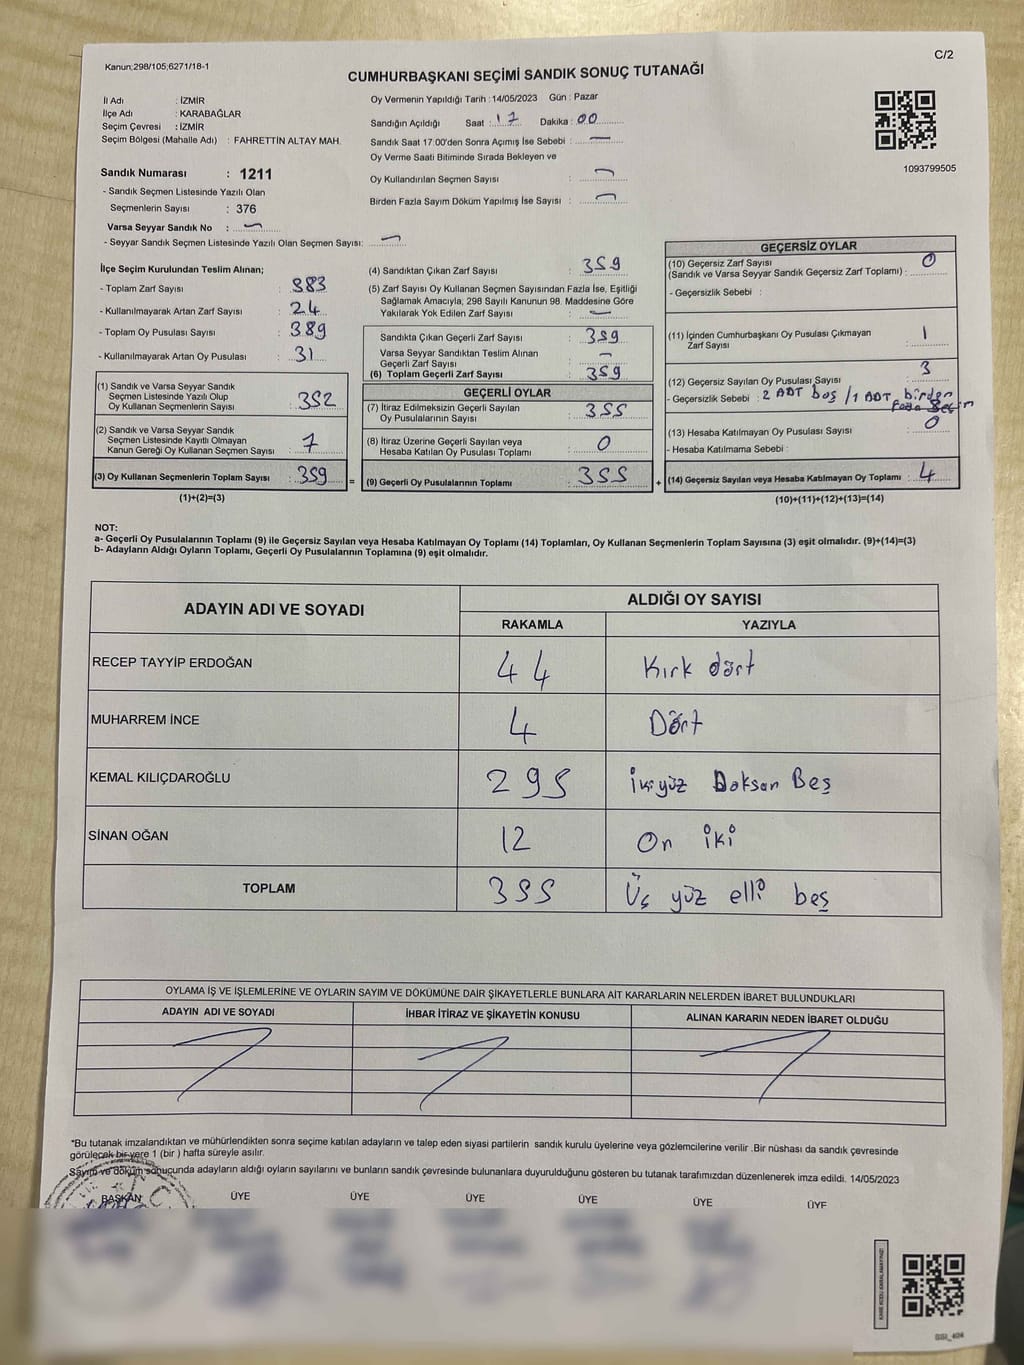 Kanun;298/105;6271/18-1
C/2
CUMHURBAŞKANI SEÇİMİ SANDIK SONUÇ TUTANAĞI
İl Adı : İZMİR
İlçe Adı : KARABAĞLAR
Seçim Çevresi : İZMİR
Seçim Bölgesi (Mahalle Adı) : FAHRETTİN ALTAY MAH.
Sandık Numarası : 1211
- Sandık Seçmen Listesinde Yazılı Olan
Seçmenlerin Sayısı : 376
Varsa Seyyar Sandık No :
- Seyyar Sandık Seçmen Listesinde Yazılı Olan Seçmen Sayısı:
Oy Vermenin Yapıldığı Tarih : 14/05/2023 Gün : Pazar
Sandığın Açıldığı Saat : 17 Dakika : 00
Sandık Saat 17:00'den Sonra Açımış İse Sebebi : —
Oy Verme Saati Bitiminde Sırada Bekleyen ve
Oy Kullandırılan Seçmen Sayısı :
Birden Fazla Sayım Döküm Yapılmış İse Sayısı :
1093799505
İlçe Seçim Kurulundan Teslim Alınan;
- Toplam Zarf Sayısı : 383
- Kullanılmayarak Artan Zarf Sayısı : 24
- Toplam Oy Pusulası Sayısı : 389
- Kullanılmayarak Artan Oy Pusulası : 31
(1) Sandık ve Varsa Seyyar Sandık
Seçmen Listesinde Yazılı Olup
Oy Kullanan Seçmenlerin Sayısı : 352
(2) Sandık ve Varsa Seyyar Sandık
Seçmen Listesinde Kayıtlı Olmayan
Kanun Gereği Oy Kullanan Seçmen Sayısı : 7
(3) Oy Kullanan Seçmenlerin Toplam Sayısı : 359
(1)+(2)=(3)
(4) Sandıktan Çıkan Zarf Sayısı : 359
(5) Zarf Sayısı Oy Kullanan Seçmen Sayısından Fazla İse, Eşitliği
Sağlamak Amacıyla; 298 Sayılı Kanunun 98. Maddesine Göre
Yakılarak Yok Edilen Zarf Sayısı : —
Sandıkta Çıkan Geçerli Zarf Sayısı : 359
Varsa Seyyar Sandıktan Teslim Alınan
Geçerli Zarf Sayısı :
(6) Toplam Geçerli Zarf Sayısı : 359
GEÇERLİ OYLAR
(7) İtiraz Edilmeksizin Geçerli Sayılan
Oy Pusulasının Sayısı : 355
(8) İtiraz Üzerine Geçerli Sayılan veya
Hesaba Katılan Oy Pusulası Toplamı : 0
= (9) Geçerli Oy Pusulalarının Toplamı : 355
GEÇERSİZ OYLAR
(10) Geçersiz Zarf Sayısı
(Sandık ve Varsa Seyyar Sandık Geçersiz Zarf Toplamı) : 0
- Geçersizlik Sebebi :
(11) İçinden Cumhurbaşkanı Oy Pusulası Çıkmayan
Zarf Sayısı : 1
(12) Geçersiz Sayılan Oy Pusulası Sayısı : 3
- Geçersizlik Sebebi : 2 ADT boş / 1 ADT birden
fazla Seçim
(13) Hesaba Katılmayan Oy Pusulası Sayısı : 0
- Hesaba Katılmama Sebebi :
+ (14) Geçersiz Sayılan veya Hesaba Katılmayan Oy Toplamı : 4
(10)+(11)+(12)+(13)=(14)
NOT:
a- Geçerli Oy Pusulalarının Toplamı (9) ile Geçersiz Sayılan veya Hesaba Katılmayan Oy Toplamı (14) Toplamları, Oy Kullanan Seçmenlerin Toplam Sayısına (3) eşit olmalıdır. (9)+(14)=(3)
b- Adayların Aldığı Oyların Toplamı, Geçerli Oy Pusulalarının Toplamına (9) eşit olmalıdır.
ADAYIN ADI VE SOYADI ALDIĞI OY SAYISI
RAKAMLA YAZIYLA
RECEP TAYYİP ERDOĞAN 44 Kırk dört
MUHARREM İNCE 4 Dört
KEMAL KILIÇDAROĞLU 295 İkiyüz Doksan Beş
SİNAN OĞAN 12 On iki
TOPLAM 355 Üç yüz elli beş
OYLAMA İŞ VE İŞLEMLERİNE VE OYLARIN SAYIM VE DÖKÜMÜNE DAİR ŞİKAYETLERLE BUNLARA AİT KARARLARIN NELERDEN İBARET BULUNDUKLARI
ADAYIN ADI VE SOYADI İHBAR İTİRAZ VE ŞİKAYETİN KONUSU ALINAN KARARIN NEDEN İBARET OLDUĞU
*Bu tutanak imzalandıktan ve mühürlendikten sonra seçime katılan adayların ve talep eden siyasi partilerin sandık kurulu üyelerine veya gözlemcilerine verilir .Bir nüshası da sandık çevresinde
görülecek bir yere 1 (bir ) hafta süreyle asılır.
Sayım ve döküm sonucunda adayların aldığı oyların sayılarını ve bunların sandık çevresinde bulunanlara duyurulduğunu gösteren bu tutanak tarafımızdan düzenlenerek imza edildi. 14/05/2023
BAŞKAN ÜYE ÜYE ÜYE ÜYE ÜYE ÜYE
KARE KODU KARALAMAYINIZ!